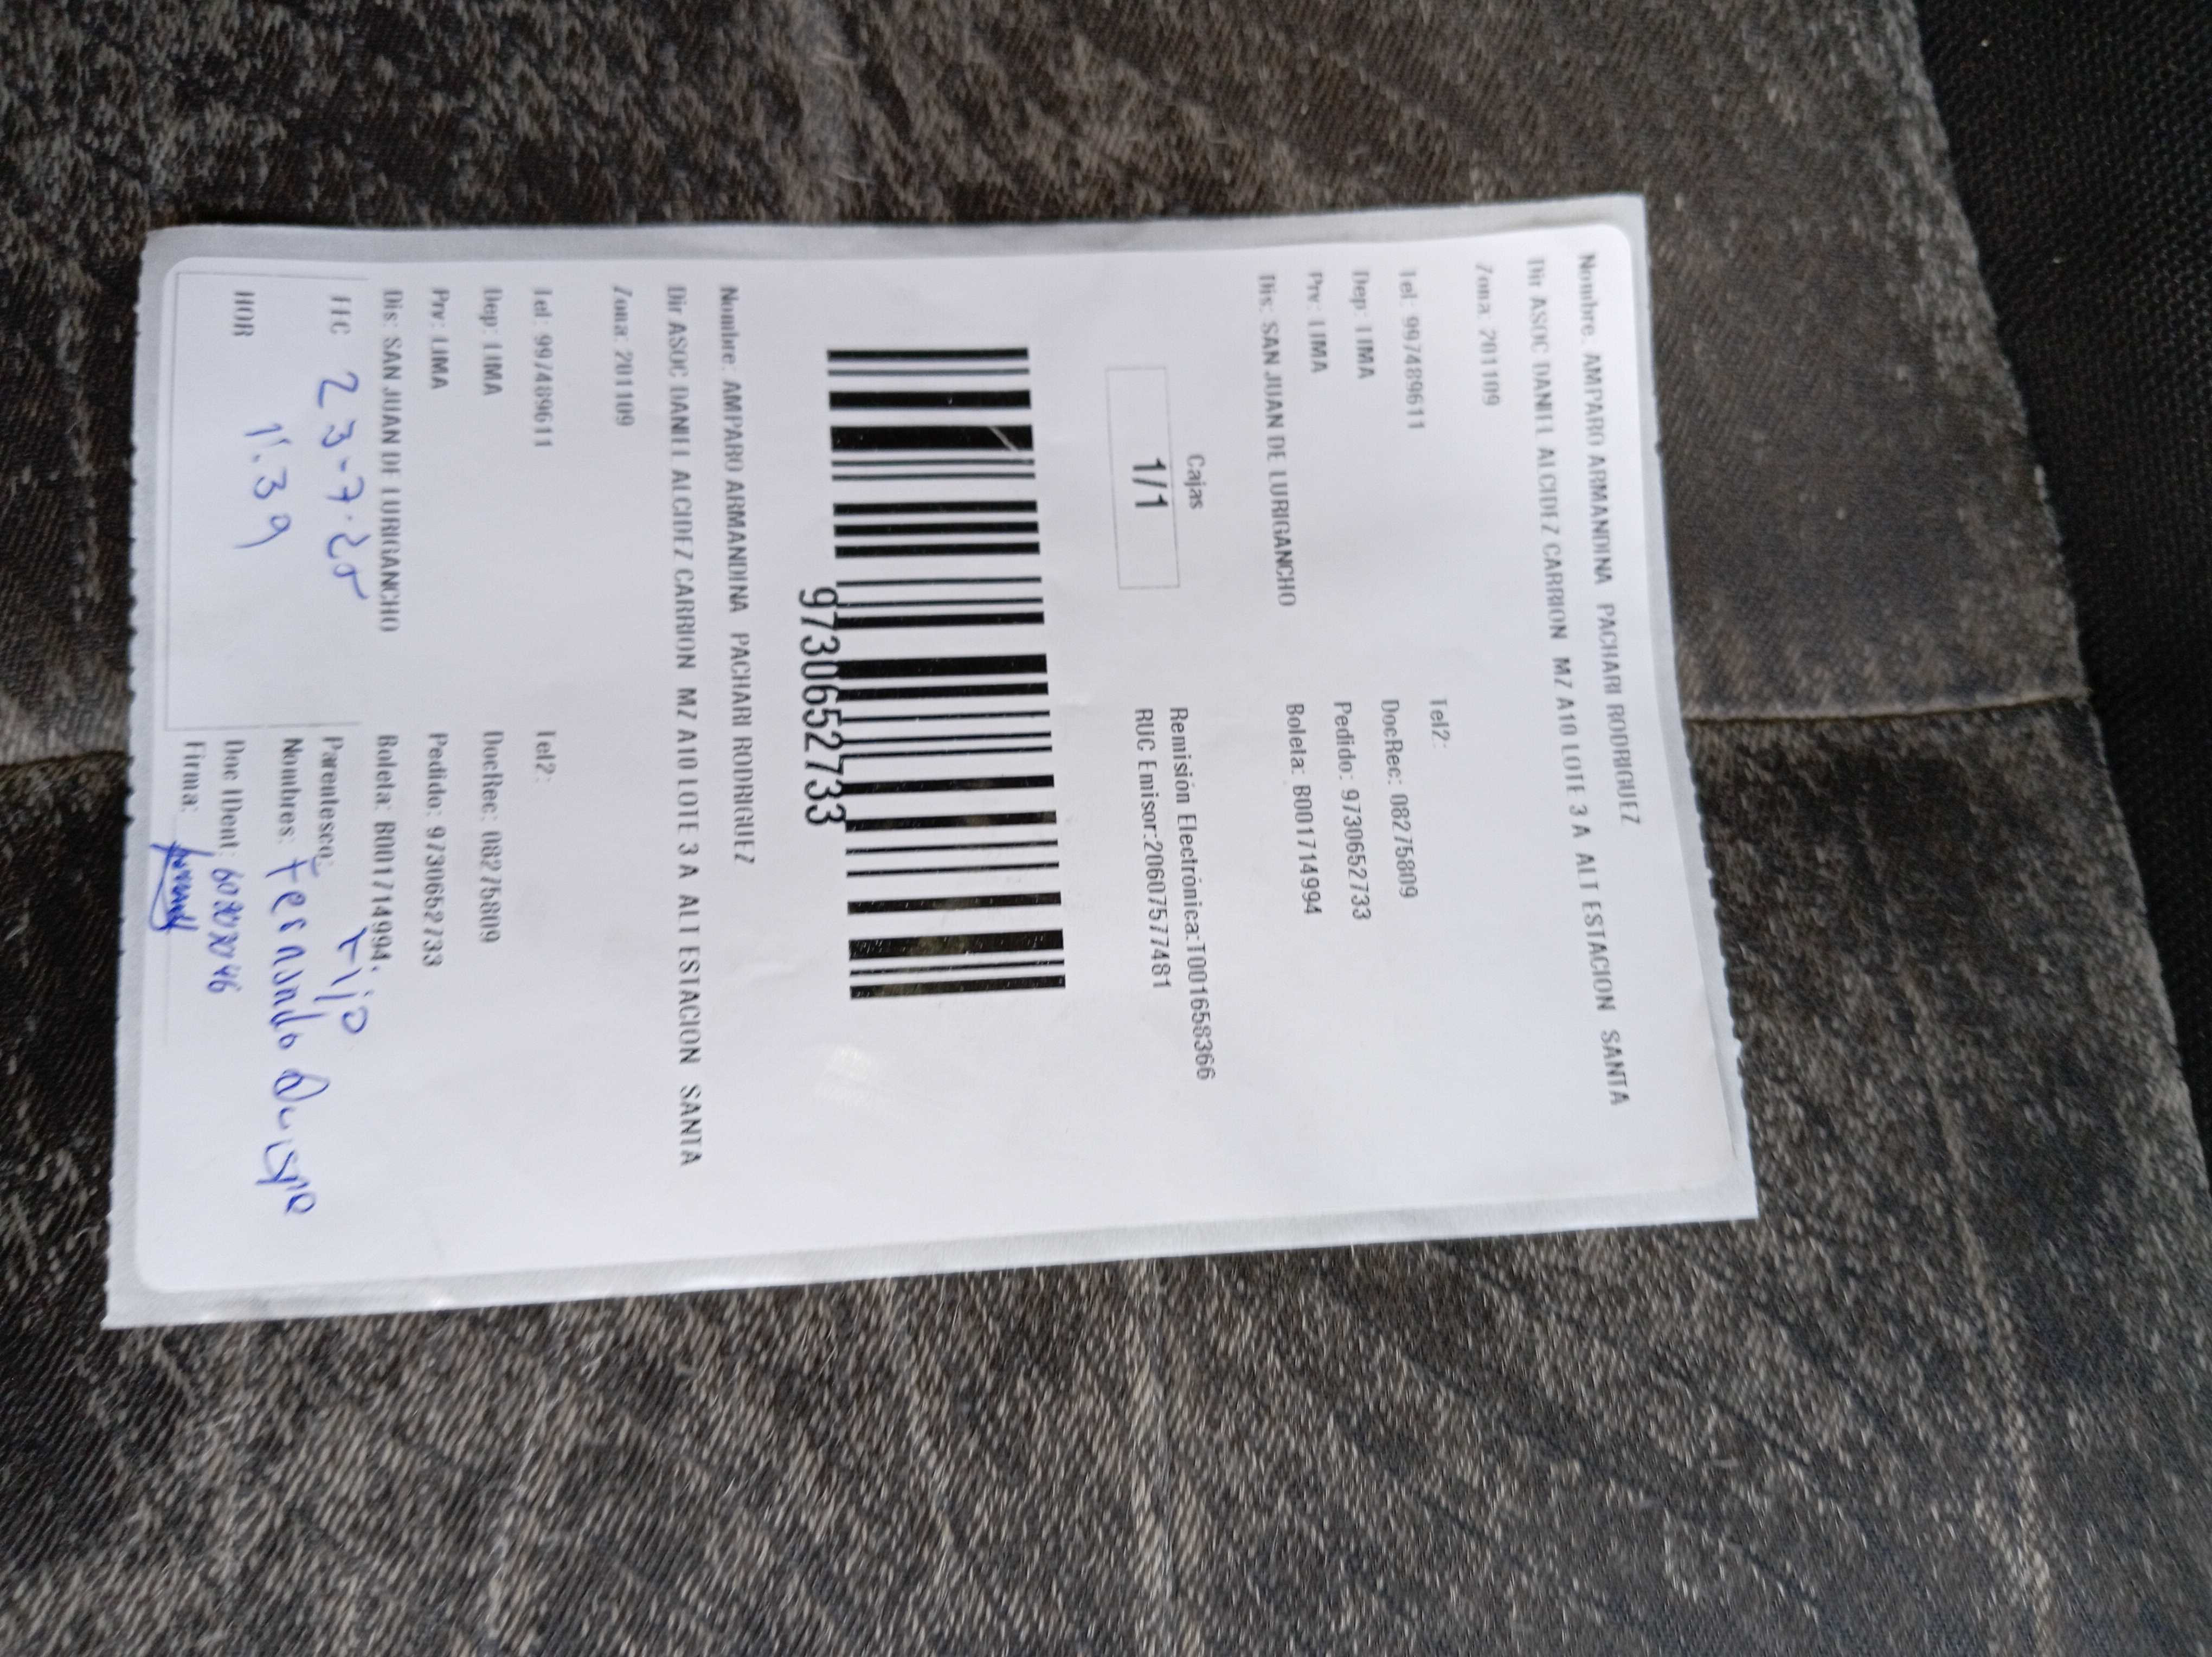 Nombre: AMPARO ARMANDINA PACHARI RODRIGUEZ
Dir ASOC DANIEL ALCIDEZ CARRION MZ A10 LOTE 3 A ALT ESTACION SANTA
Zona: 201109
Tel: 997489611 Tel2:
Dep: LIMA DocRec: 08275809
Prv: LIMA Pedido: 9730652733
Dis: SAN JUAN DE LURIGANCHO Boleta: B001714994
Cajas
1/1
Remisión Electrónica:T001658366
RUC Emisor:20607577481
9730652733
Nombre: AMPARO ARMANDINA PACHARI RODRIGUEZ
Dir ASOC DANIEL ALCIDEZ CARRION MZ A10 LOTE 3 A ALT ESTACION SANTA
Zona: 201109
Tel: 997489611 Tel2:
Dep: LIMA DocRec: 08275809
Prv: LIMA Pedido: 9730652733
Dis: SAN JUAN DE LURIGANCHO Boleta: B001714994
FEC 23-7-25 Parentesco: Hijo
HOR 1:39 Nombres: Fernando Quispe
Doc IDent:
Firma: